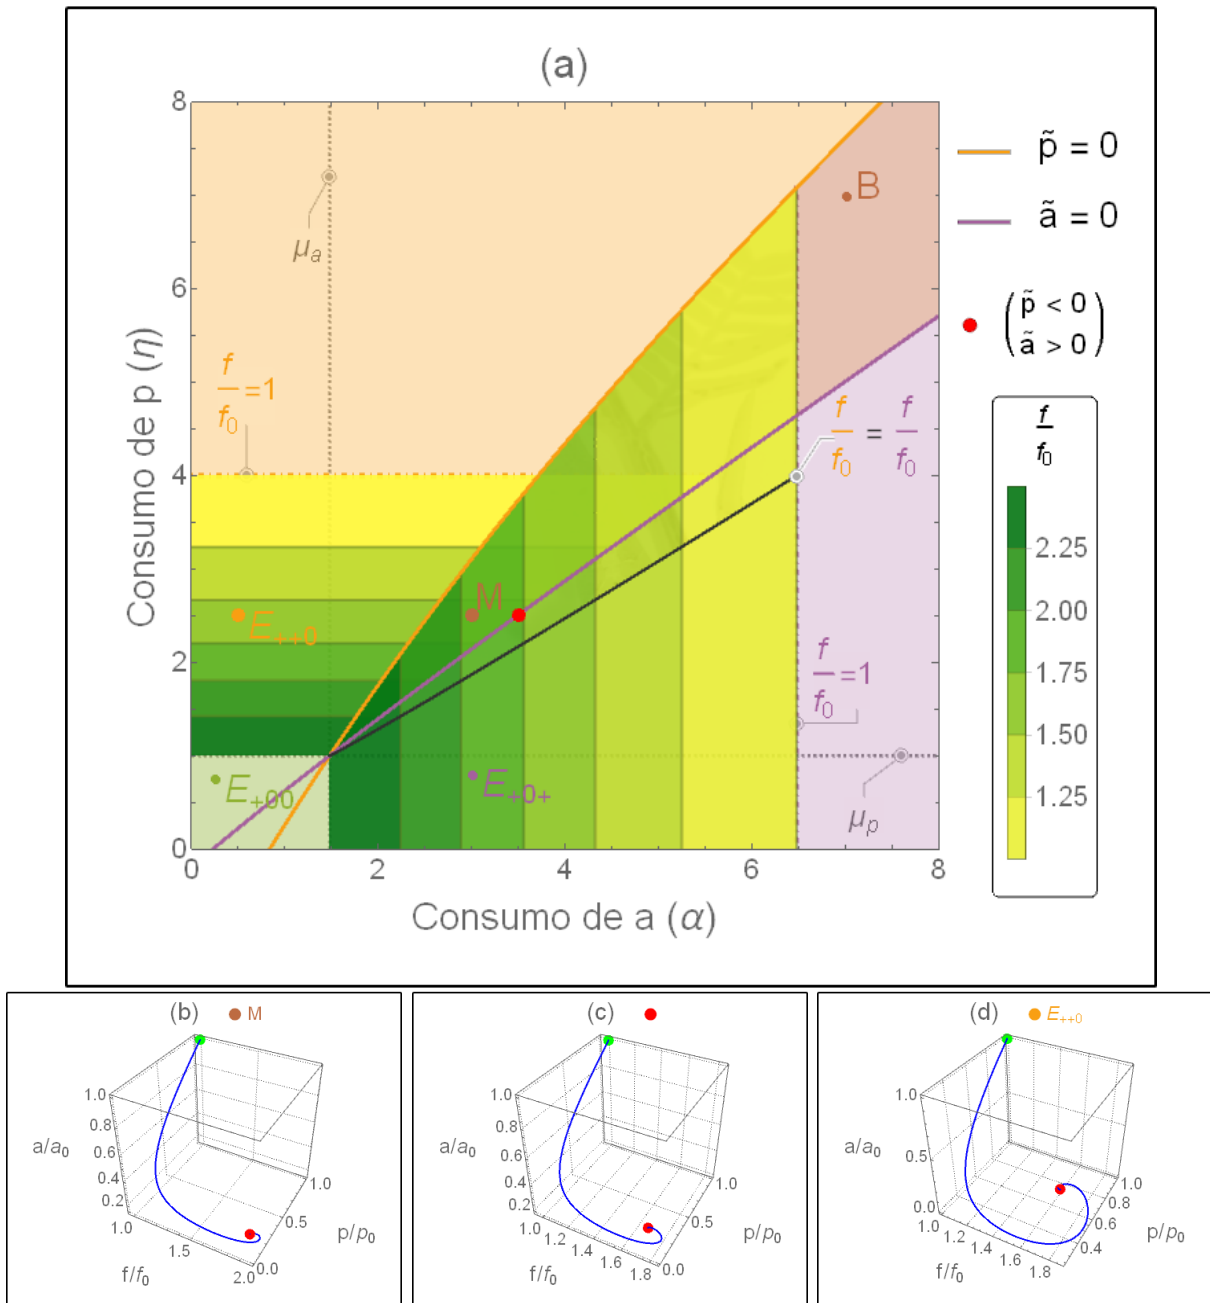 (a)
8
6
4
2
0
0
2
4
6
8
Consumo de p (η)
Consumo de a (α)
μₐ
f/f₀=1
B
f/f₀ = f/f₀
M
E₊₊₀
f/f₀=1
E₊₀₀
E₊₀₊
μₚ
p̃ = 0
ã = 0
(p̃ < 0
ã > 0)
f/f₀
2.25
2.00
1.75
1.50
1.25
(b) M
a/a₀
1.0
0.8
0.6
0.4
0.2
1.0
1.5
2.0
f/f₀
0.0
0.5
1.0
p/p₀
(c)
a/a₀
1.0
0.8
0.6
0.4
0.2
1.0
1.2
1.4
1.6
1.8
f/f₀
0.0
0.5
1.0
p/p₀
(d) E₊₊₀
a/a₀
1.0
0.5
0.0
1.0
1.2
1.4
1.6
1.8
f/f₀
0.4
0.6
0.8
1.0
p/p₀